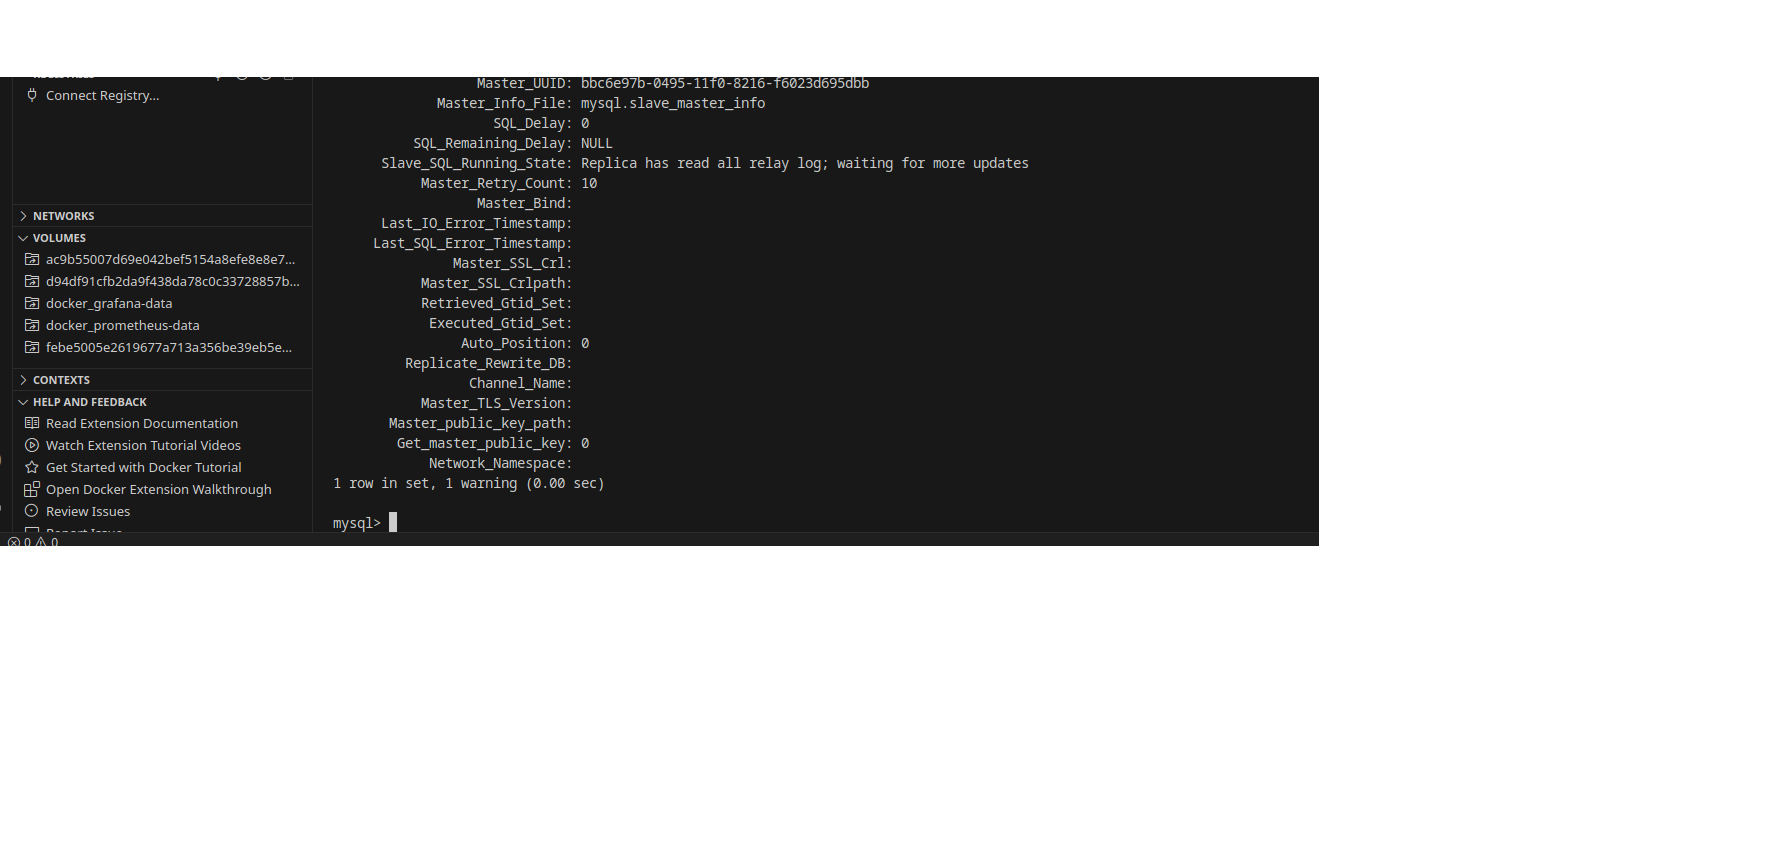 Connect Registry...
NETWORKS
VOLUMES
ac9b55007d69e042bef5154a8efe8e8e7...
d94df91cfb2da9f438da78c0c33728857b...
docker_grafana-data
docker_prometheus-data
febe5005e2619677a713a356be39eb5e...
CONTEXTS
HELP AND FEEDBACK
Read Extension Documentation
Watch Extension Tutorial Videos
Get Started with Docker Tutorial
Open Docker Extension Walkthrough
Review Issues
Report Issue
0 0
Master_UUID: bbc6e97b-0495-11f0-8216-f6023d695dbb
Master_Info_File: mysql.slave_master_info
SQL_Delay: 0
SQL_Remaining_Delay: NULL
Slave_SQL_Running_State: Replica has read all relay log; waiting for more updates
Master_Retry_Count: 10
Master_Bind:
Last_IO_Error_Timestamp:
Last_SQL_Error_Timestamp:
Master_SSL_Crl:
Master_SSL_Crlpath:
Retrieved_Gtid_Set:
Executed_Gtid_Set:
Auto_Position: 0
Replicate_Rewrite_DB:
Channel_Name:
Master_TLS_Version:
Master_public_key_path:
Get_master_public_key: 0
Network_Namespace:
1 row in set, 1 warning (0.00 sec)
mysql>